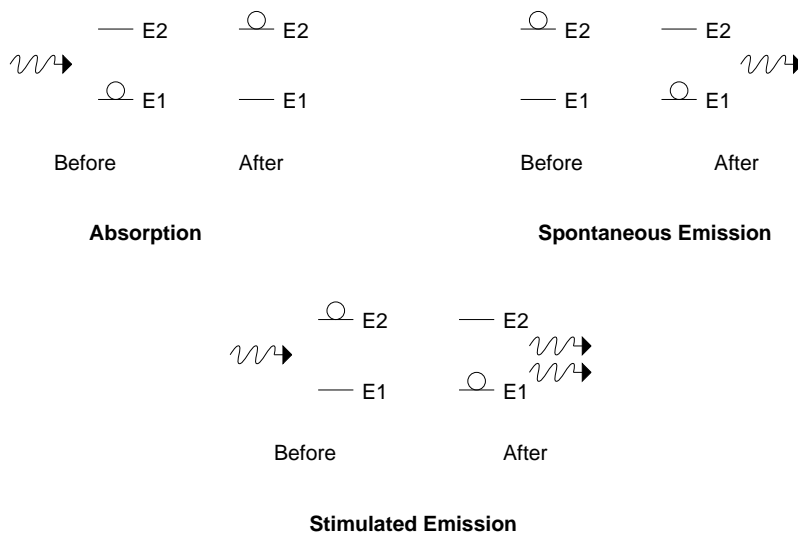 E2 E2 E2 E2
E1 E1 E1 E1
Before After Before After
Absorption Spontaneous Emission
E2 E2
E1 E1
Before After
Stimulated Emission